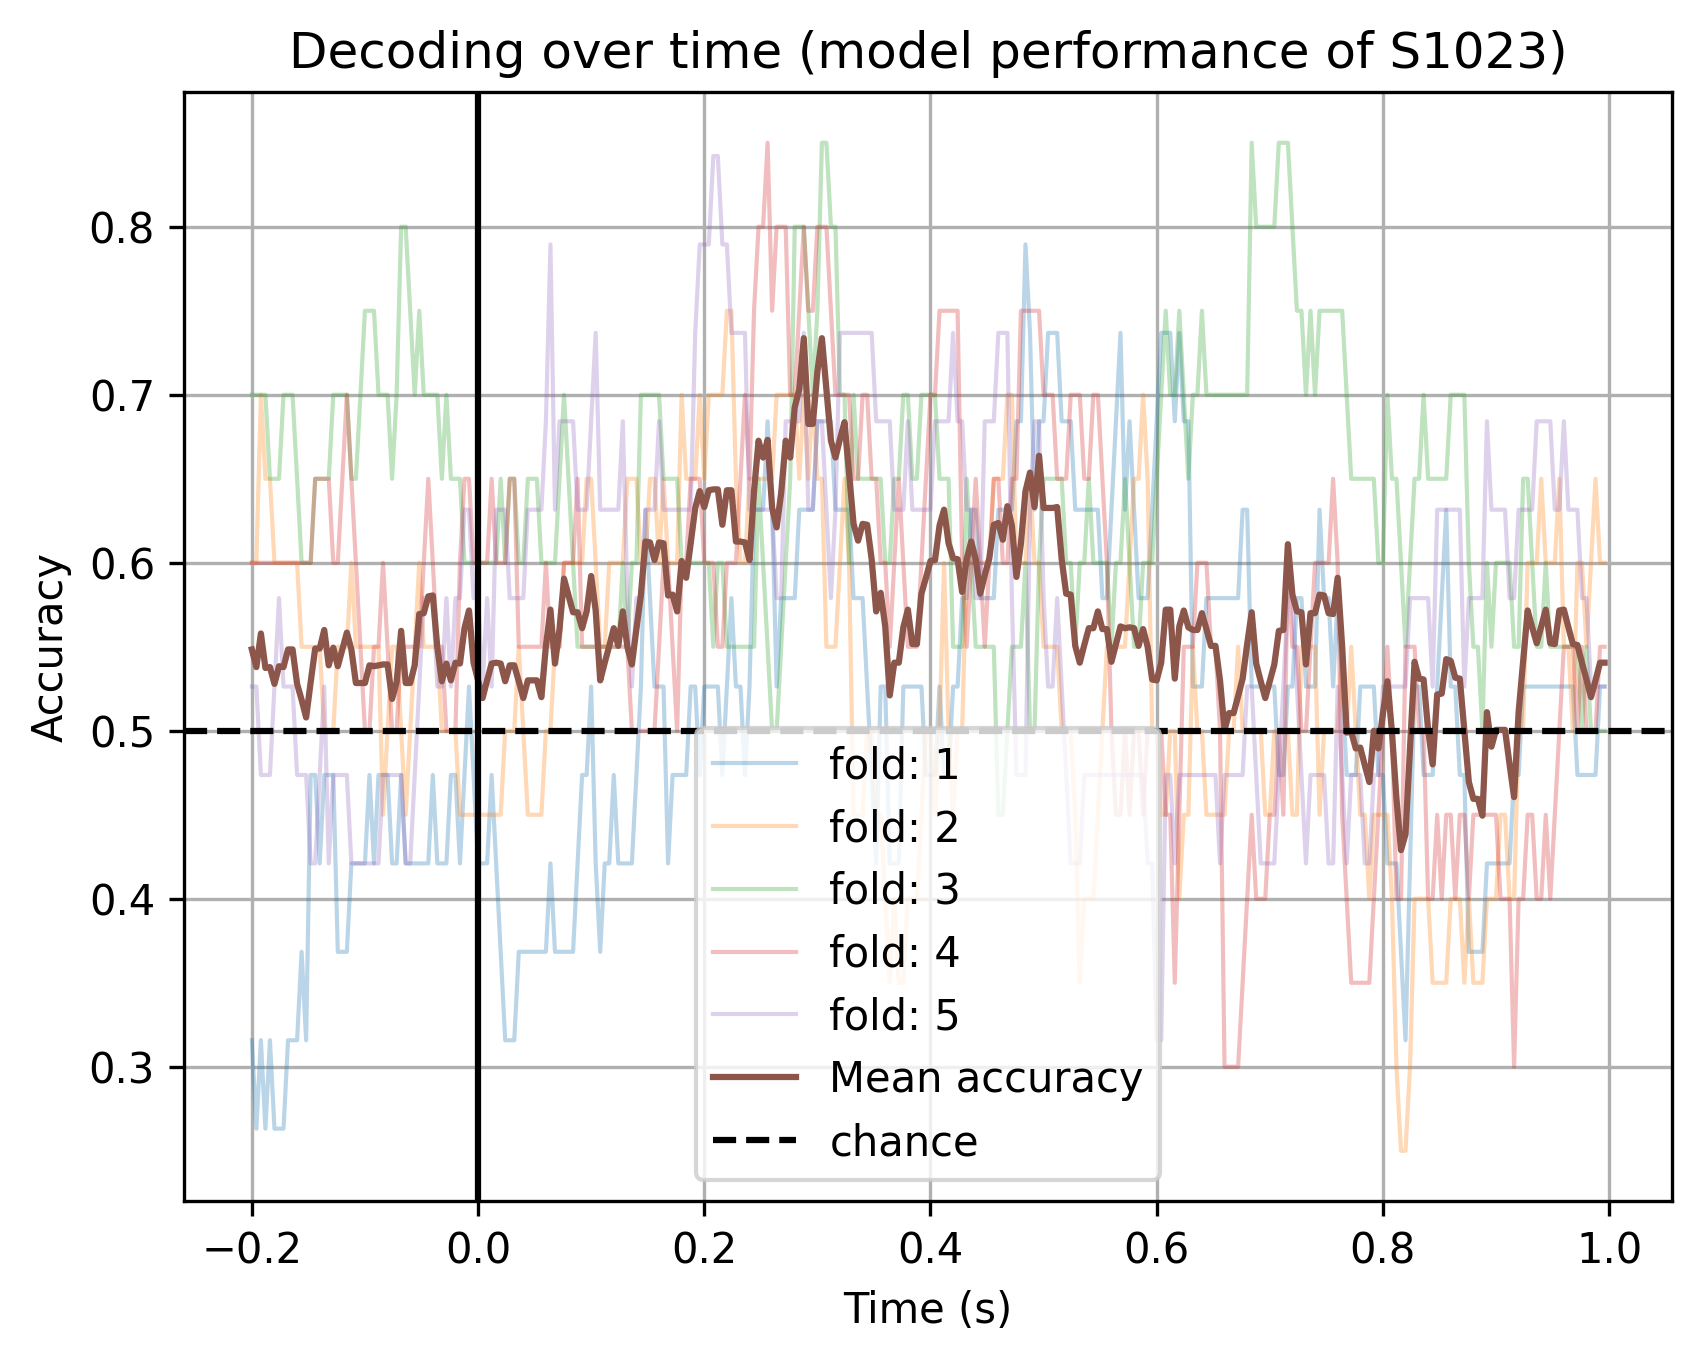 Decoding over time (model performance of S1023)
Accuracy
0.8
0.7
0.6
0.5
0.4
0.3
fold: 1
fold: 2
fold: 3
fold: 4
fold: 5
Mean accuracy
chance
−0.2 0.0 0.2 0.4 0.6 0.8 1.0
Time (s)